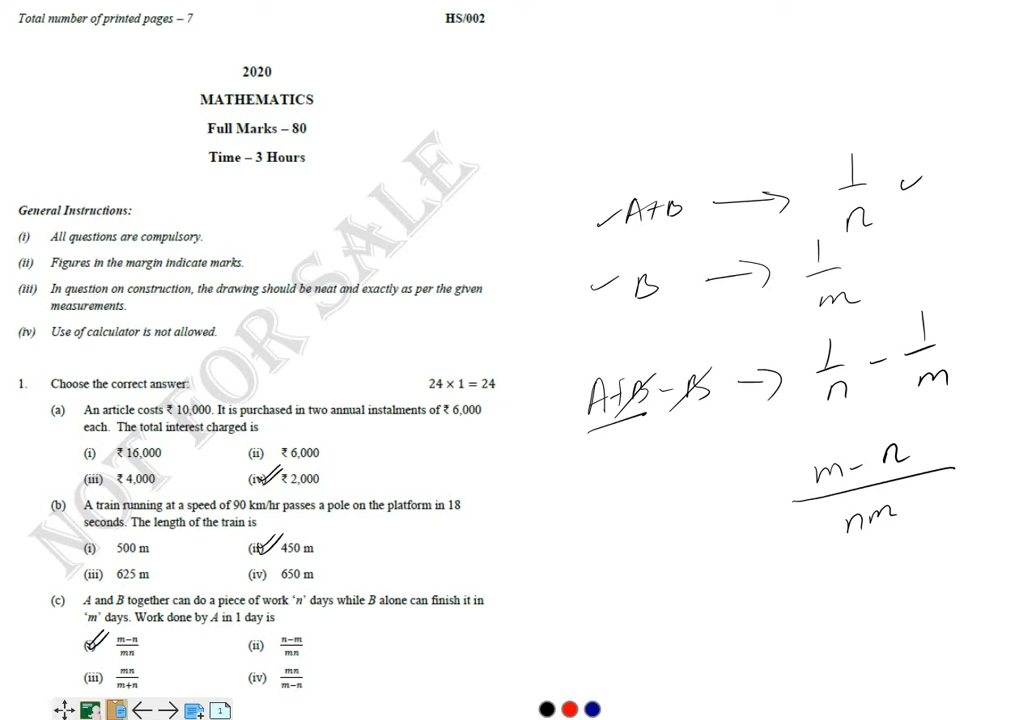 Total number of printed pages – 7 HS/002
2020
MATHEMATICS
Full Marks – 80
Time – 3 Hours
General Instructions:
(i) All questions are compulsory.
(ii) Figures in the margin indicate marks.
(iii) In question on construction, the drawing should be neat and exactly as per the given
measurements.
(iv) Use of calculator is not allowed.
1. Choose the correct answer: 24 × 1 = 24
(a) An article costs ₹ 10,000. It is purchased in two annual instalments of ₹ 6,000
each. The total interest charged is
(i) ₹ 16,000 (ii) ₹ 6,000
(iii) ₹ 4,000 (iv) ₹ 2,000
(b) A train running at a speed of 90 km/hr passes a pole on the platform in 18
seconds. The length of the train is
(i) 500 m (ii) 450 m
(iii) 625 m (iv) 650 m
(c) A and B together can do a piece of work ‘n’ days while B alone can finish it in
‘m’ days. Work done by A in 1 day is
(i) m−n/mn (ii) n−m/mn
(iii) mn/m+n (iv) mn/m−n
NOT FOR SALE
✓A+B → 1/n ✓
✓B → 1/m
A+B−B → 1/n − 1/m
m−n/nm
1